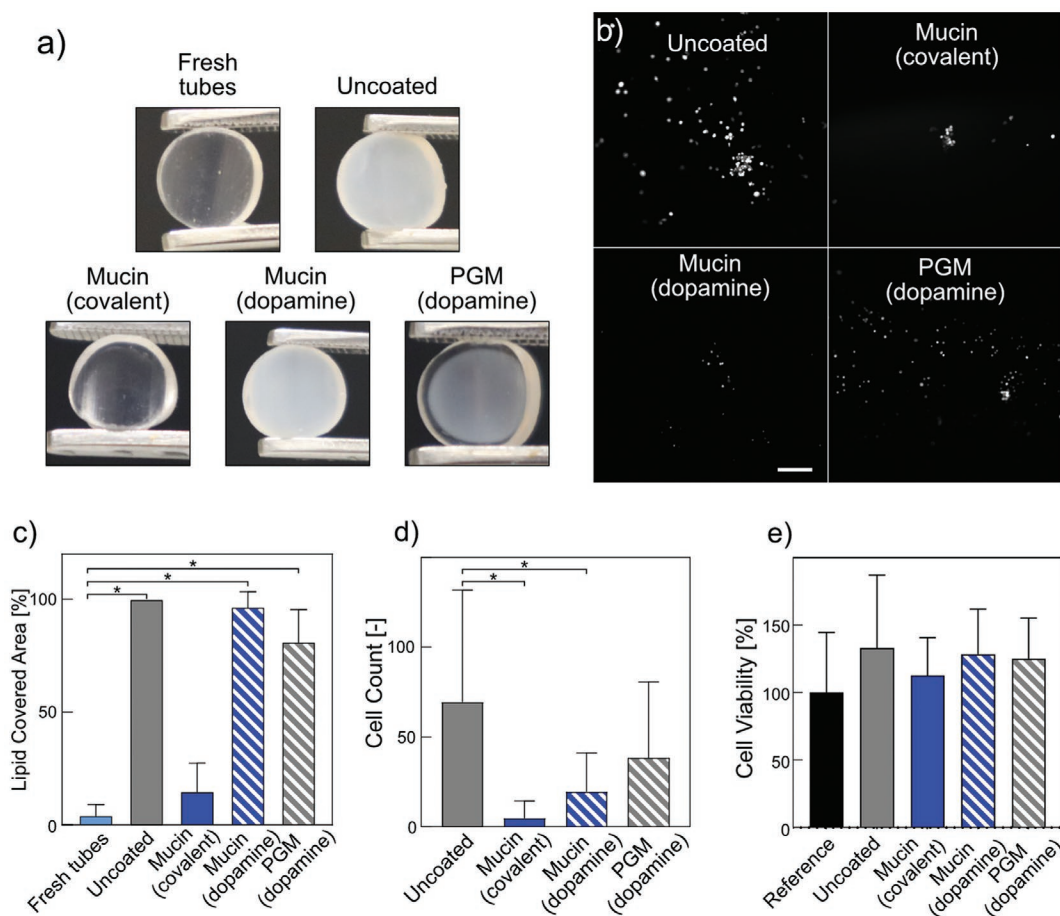 a)
Fresh
tubes
Uncoated
Mucin
(covalent)
Mucin
(dopamine)
PGM
(dopamine)
b)
Uncoated
Mucin
(covalent)
Mucin
(dopamine)
PGM
(dopamine)
c)
Lipid Covered Area [%]
100
50
0
*
*
*
Fresh tubes
Uncoated
Mucin
(covalent)
Mucin
(dopamine)
PGM
(dopamine)
d)
Cell Count [-]
100
50
0
*
*
Uncoated
Mucin
(covalent)
Mucin
(dopamine)
PGM
(dopamine)
e)
Cell Viability [%]
150
100
50
0
Reference
Uncoated
Mucin
(covalent)
Mucin
(dopamine)
PGM
(dopamine)